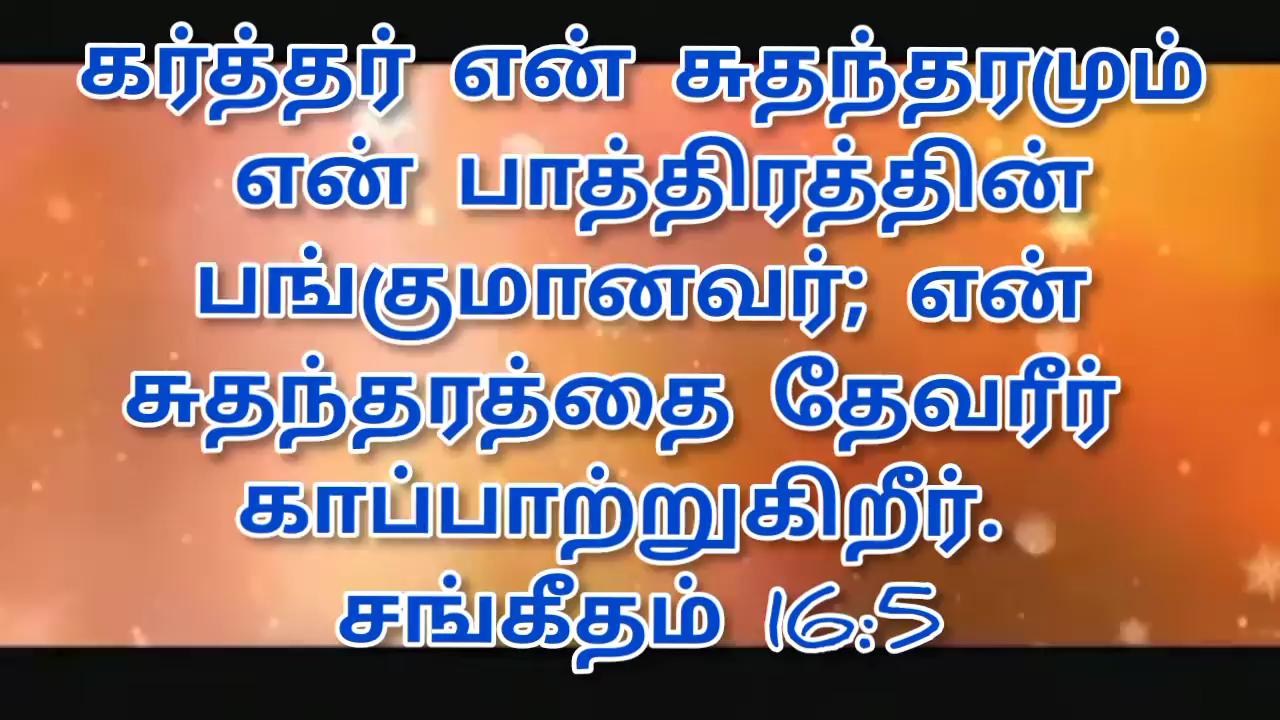 கர்த்தர் என் சுதந்தரமும்
என் பாத்திரத்தின்
பங்குமானவர்; என்
சுதந்தரத்தை தேவரீர்
காப்பாற்றுகிறீர்.
சங்கீதம் 16:5